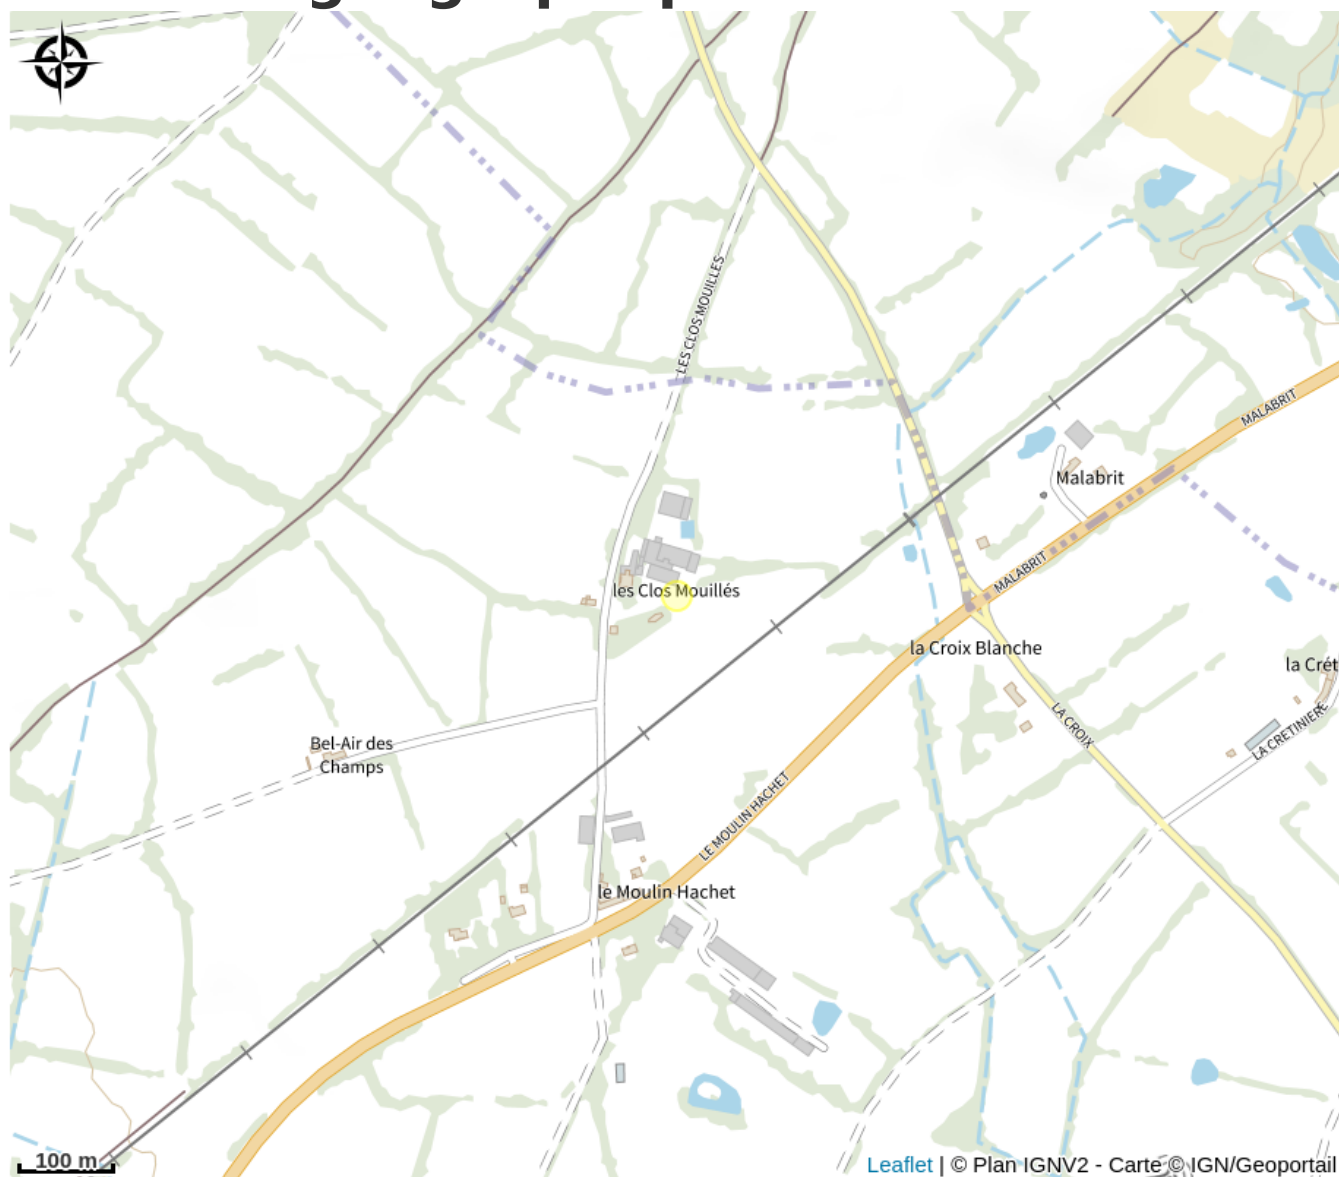 LES CLOS MOUILLES
MALABRIT
Malabrit
MALABRIT
les Clos Mouillés
la Croix Blanche
la Crét
LA CROIX
LA CRETINIERE
Bel-Air des
Champs
LE MOULIN HACHET
le Moulin Hachet
100 m
Leaflet | © Plan IGNV2 - Carte © IGN/Geoportail